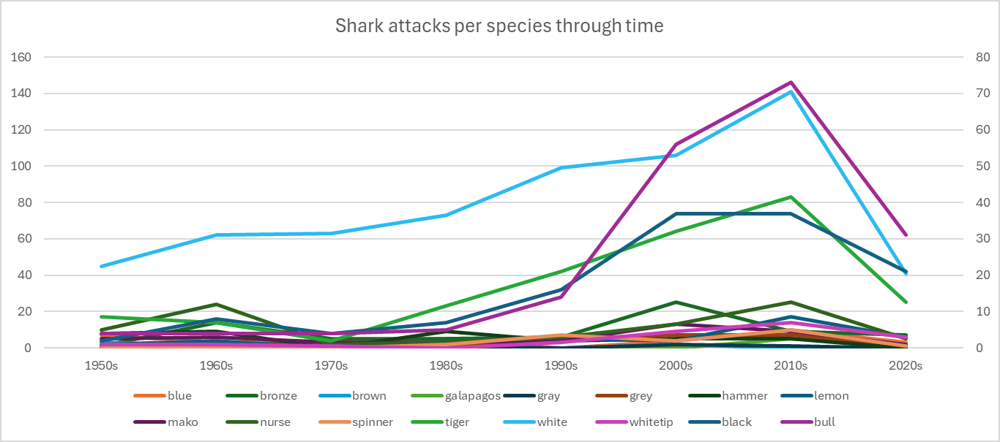 Shark attacks per species through time
160 80
140 70
120 60
100 50
80 40
60 30
40 20
20 10
0 0
1950s 1960s 1970s 1980s 1990s 2000s 2010s 2020s
blue bronze brown galapagos gray grey hammer lemon
mako nurse spinner tiger white whitetip black bull